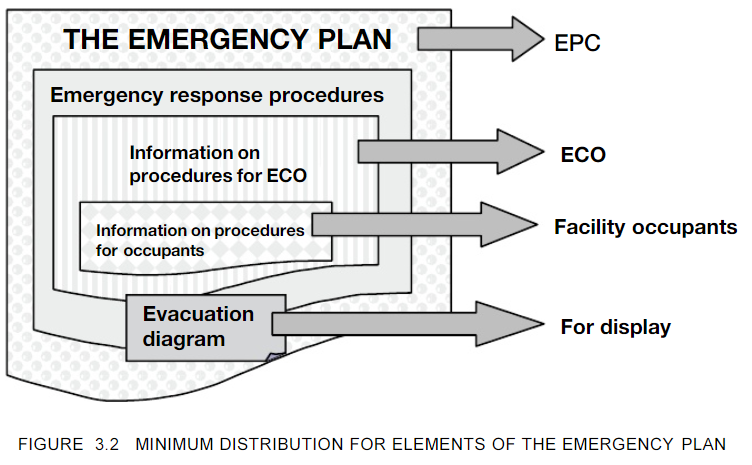 THE EMERGENCY PLAN
EPC
Emergency response procedures
Information on
procedures for ECO
ECO
Information on procedures
for occupants
Facility occupants
Evacuation
diagram
For display
FIGURE 3.2 MINIMUM DISTRIBUTION FOR ELEMENTS OF THE EMERGENCY PLAN